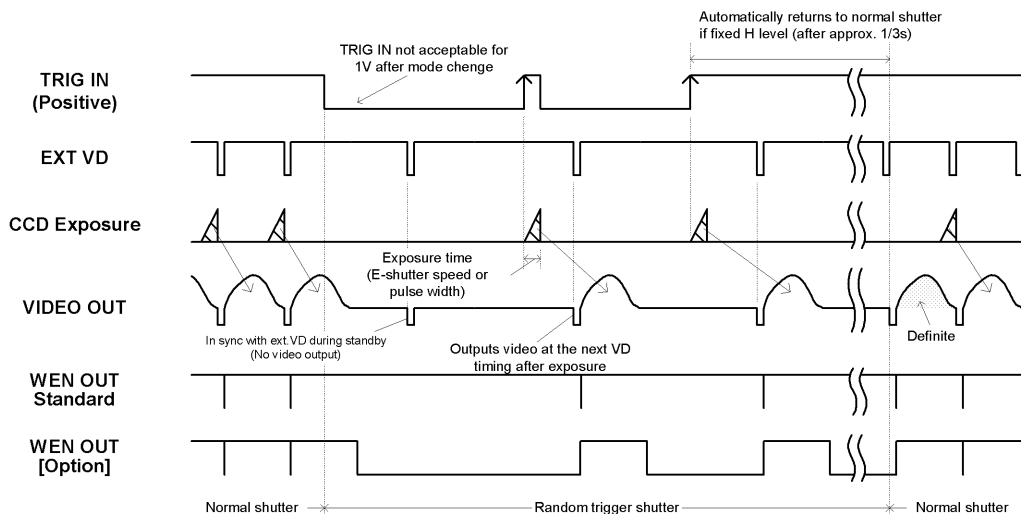 Automatically returns to normal shutter
if fixed H level (after approx. 1/3s)
TRIG IN not acceptable for
1V after mode chenge
TRIG IN
(Positive)
EXT VD
CCD Exposure
Exposure time
(E-shutter speed or
pulse width)
VIDEO OUT
In sync with ext.VD during standby
(No video output)
Outputs video at the next VD
timing after exposure
Definite
WEN OUT
Standard
WEN OUT
[Option]
Normal shutter
Random trigger shutter
Normal shutter